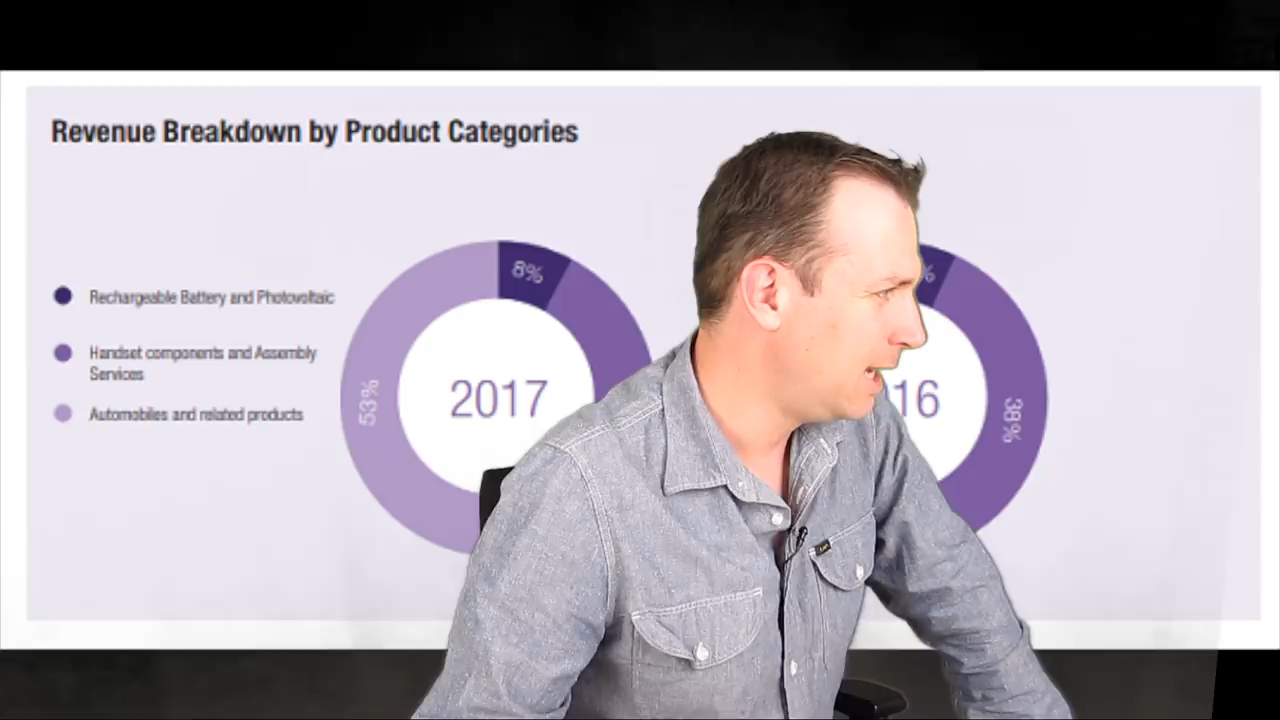 Revenue Breakdown by Product Categories
8%
%
Rechargeable Battery and Photovoltaic
Handset components and Assembly
Services
Automobiles and related products
53%
2017
16
38%